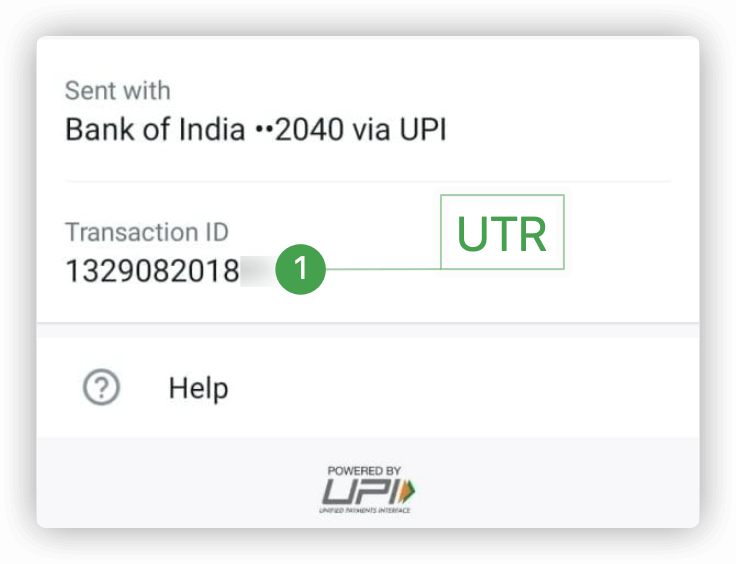 Sent with
Bank of India ••2040 via UPI
Transaction ID
UTR
1329082018
1
Help
POWERED BY
UPI
UNIFIED PAYMENTS INTERFACE